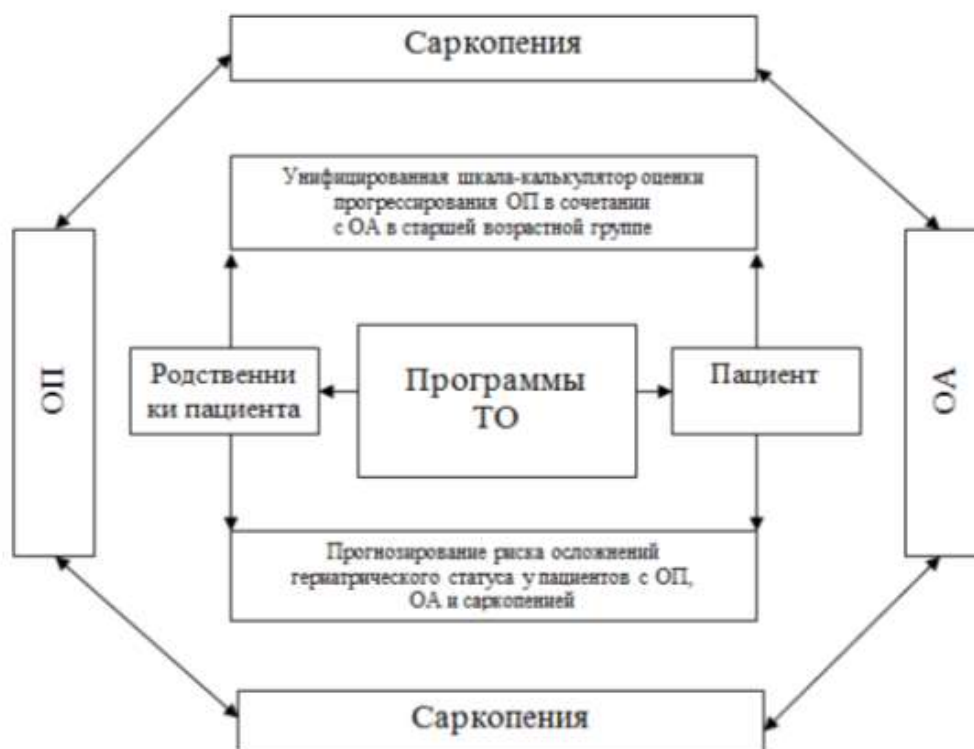 Саркопения
Унифицированная шкала-калькулятор оценки
прогрессирования ОП в сочетании
с ОА в старшей возрастной группе
ОП
Родственни
ки пациента
Программы
ТО
Пациент
ОА
Прогнозирование риска осложнений
гериатрического статуса у пациентов с ОП,
ОА и саркопенией
Саркопения